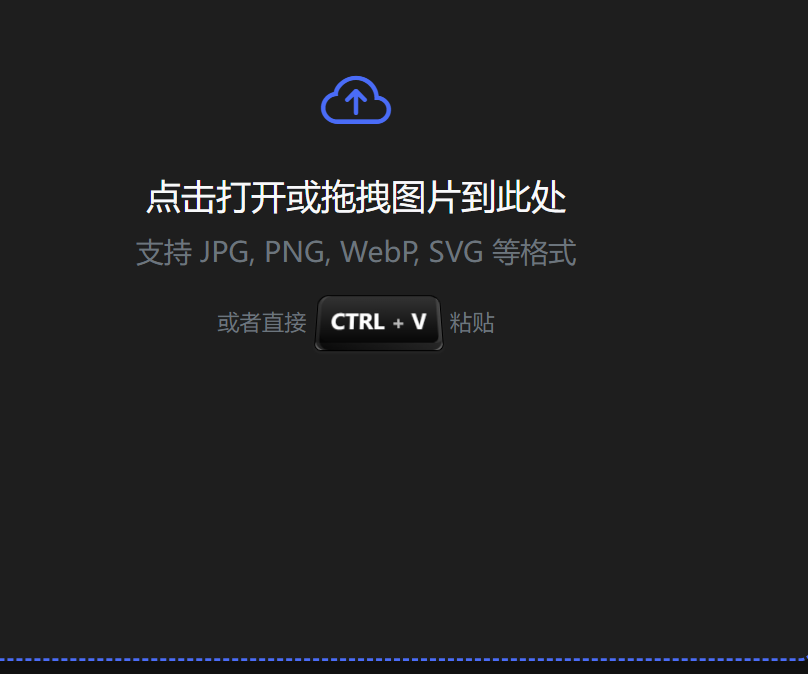 点击打开或拖拽图片到此处
支持 JPG, PNG, WebP, SVG 等格式
或者直接 CTRL + V 粘贴